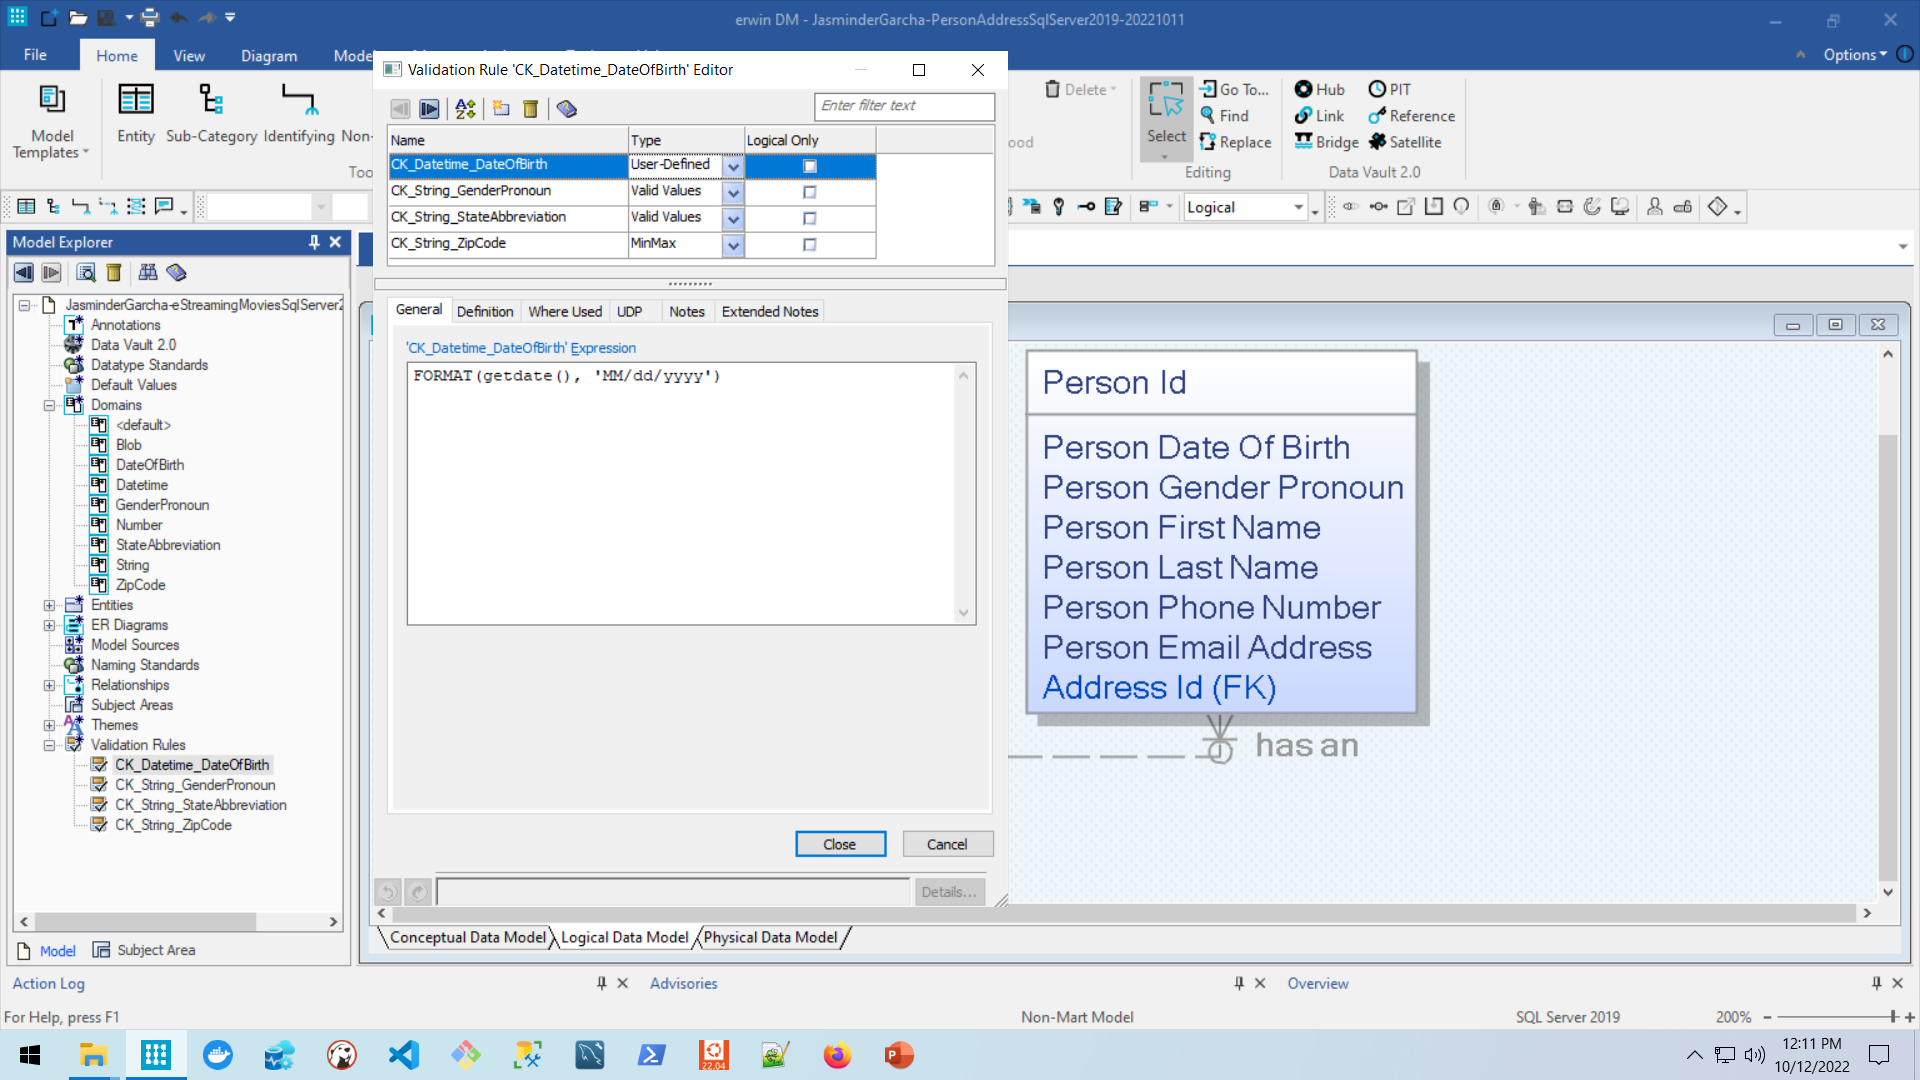 erwin DM - JasminderGarcha-PersonAddressSqlServer2019-20221011
File
Home
View
Diagram
Mode
Options
Validation Rule 'CK_Datetime_DateOfBirth' Editor
Model Templates
Entity
Sub-Category
Identifying
Non-
Too
ood
Delete
Select
Go To...
Find
Replace
Editing
Hub
Link
Bridge
PIT
Reference
Satellite
Data Vault 2.0
Logical
Enter filter text
Name
Type
Logical Only
CK_Datetime_DateOfBirth
User-Defined
CK_String_GenderPronoun
Valid Values
CK_String_StateAbbreviation
Valid Values
CK_String_ZipCode
MinMax
General
Definition
Where Used
UDP
Notes
Extended Notes
'CK_Datetime_DateOfBirth' Expression
FORMAT(getdate(), 'MM/dd/yyyy')
Close
Cancel
Details...
Model Explorer
JasminderGarcha-eStreamingMoviesSqlServer2
Annotations
Data Vault 2.0
Datatype Standards
Default Values
Domains
<default>
Blob
DateOfBirth
Datetime
GenderPronoun
Number
StateAbbreviation
String
ZipCode
Entities
ER Diagrams
Model Sources
Naming Standards
Relationships
Subject Areas
Themes
Validation Rules
CK_Datetime_DateOfBirth
CK_String_GenderPronoun
CK_String_StateAbbreviation
CK_String_ZipCode
Model
Subject Area
Person Id
Person Date Of Birth
Person Gender Pronoun
Person First Name
Person Last Name
Person Phone Number
Person Email Address
Address Id (FK)
has an
Conceptual Data Model
Logical Data Model
Physical Data Model
Action Log
Advisories
Overview
For Help, press F1
Non-Mart Model
SQL Server 2019
200%
22.04
12:11 PM
10/12/2022